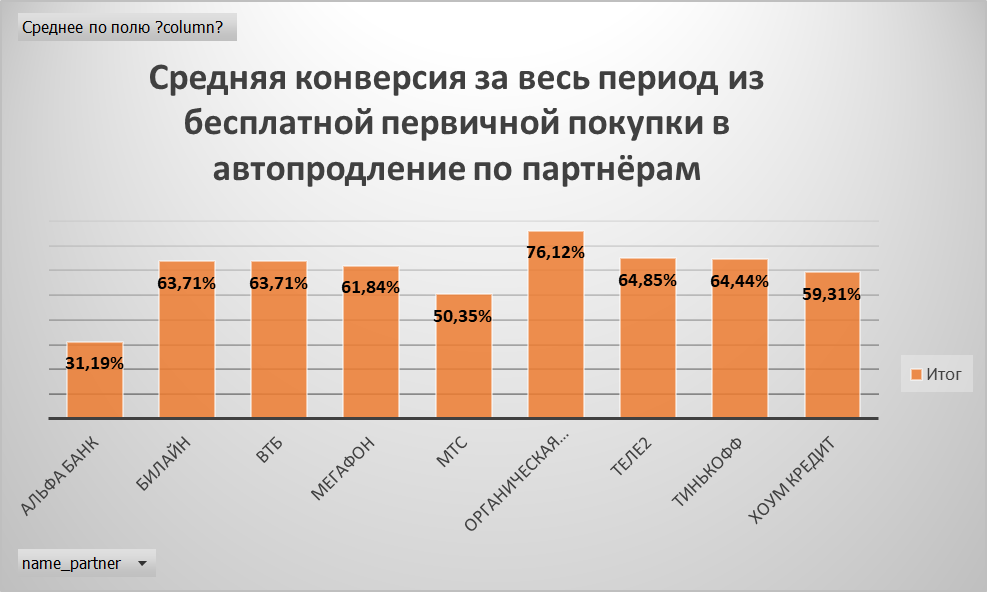 Среднее по полю ?column?
Средняя конверсия за весь период из
бесплатной первичной покупки в
автопродление по партнёрам
31,19%
63,71%
63,71%
61,84%
50,35%
76,12%
64,85%
64,44%
59,31%
Итог
АЛЬФА БАНК
БИЛАЙН
ВТБ
МЕГАФОН
МТС
ОРГАНИЧЕСКАЯ...
ТЕЛЕ2
ТИНЬКОФФ
ХОУМ КРЕДИТ
name_partner